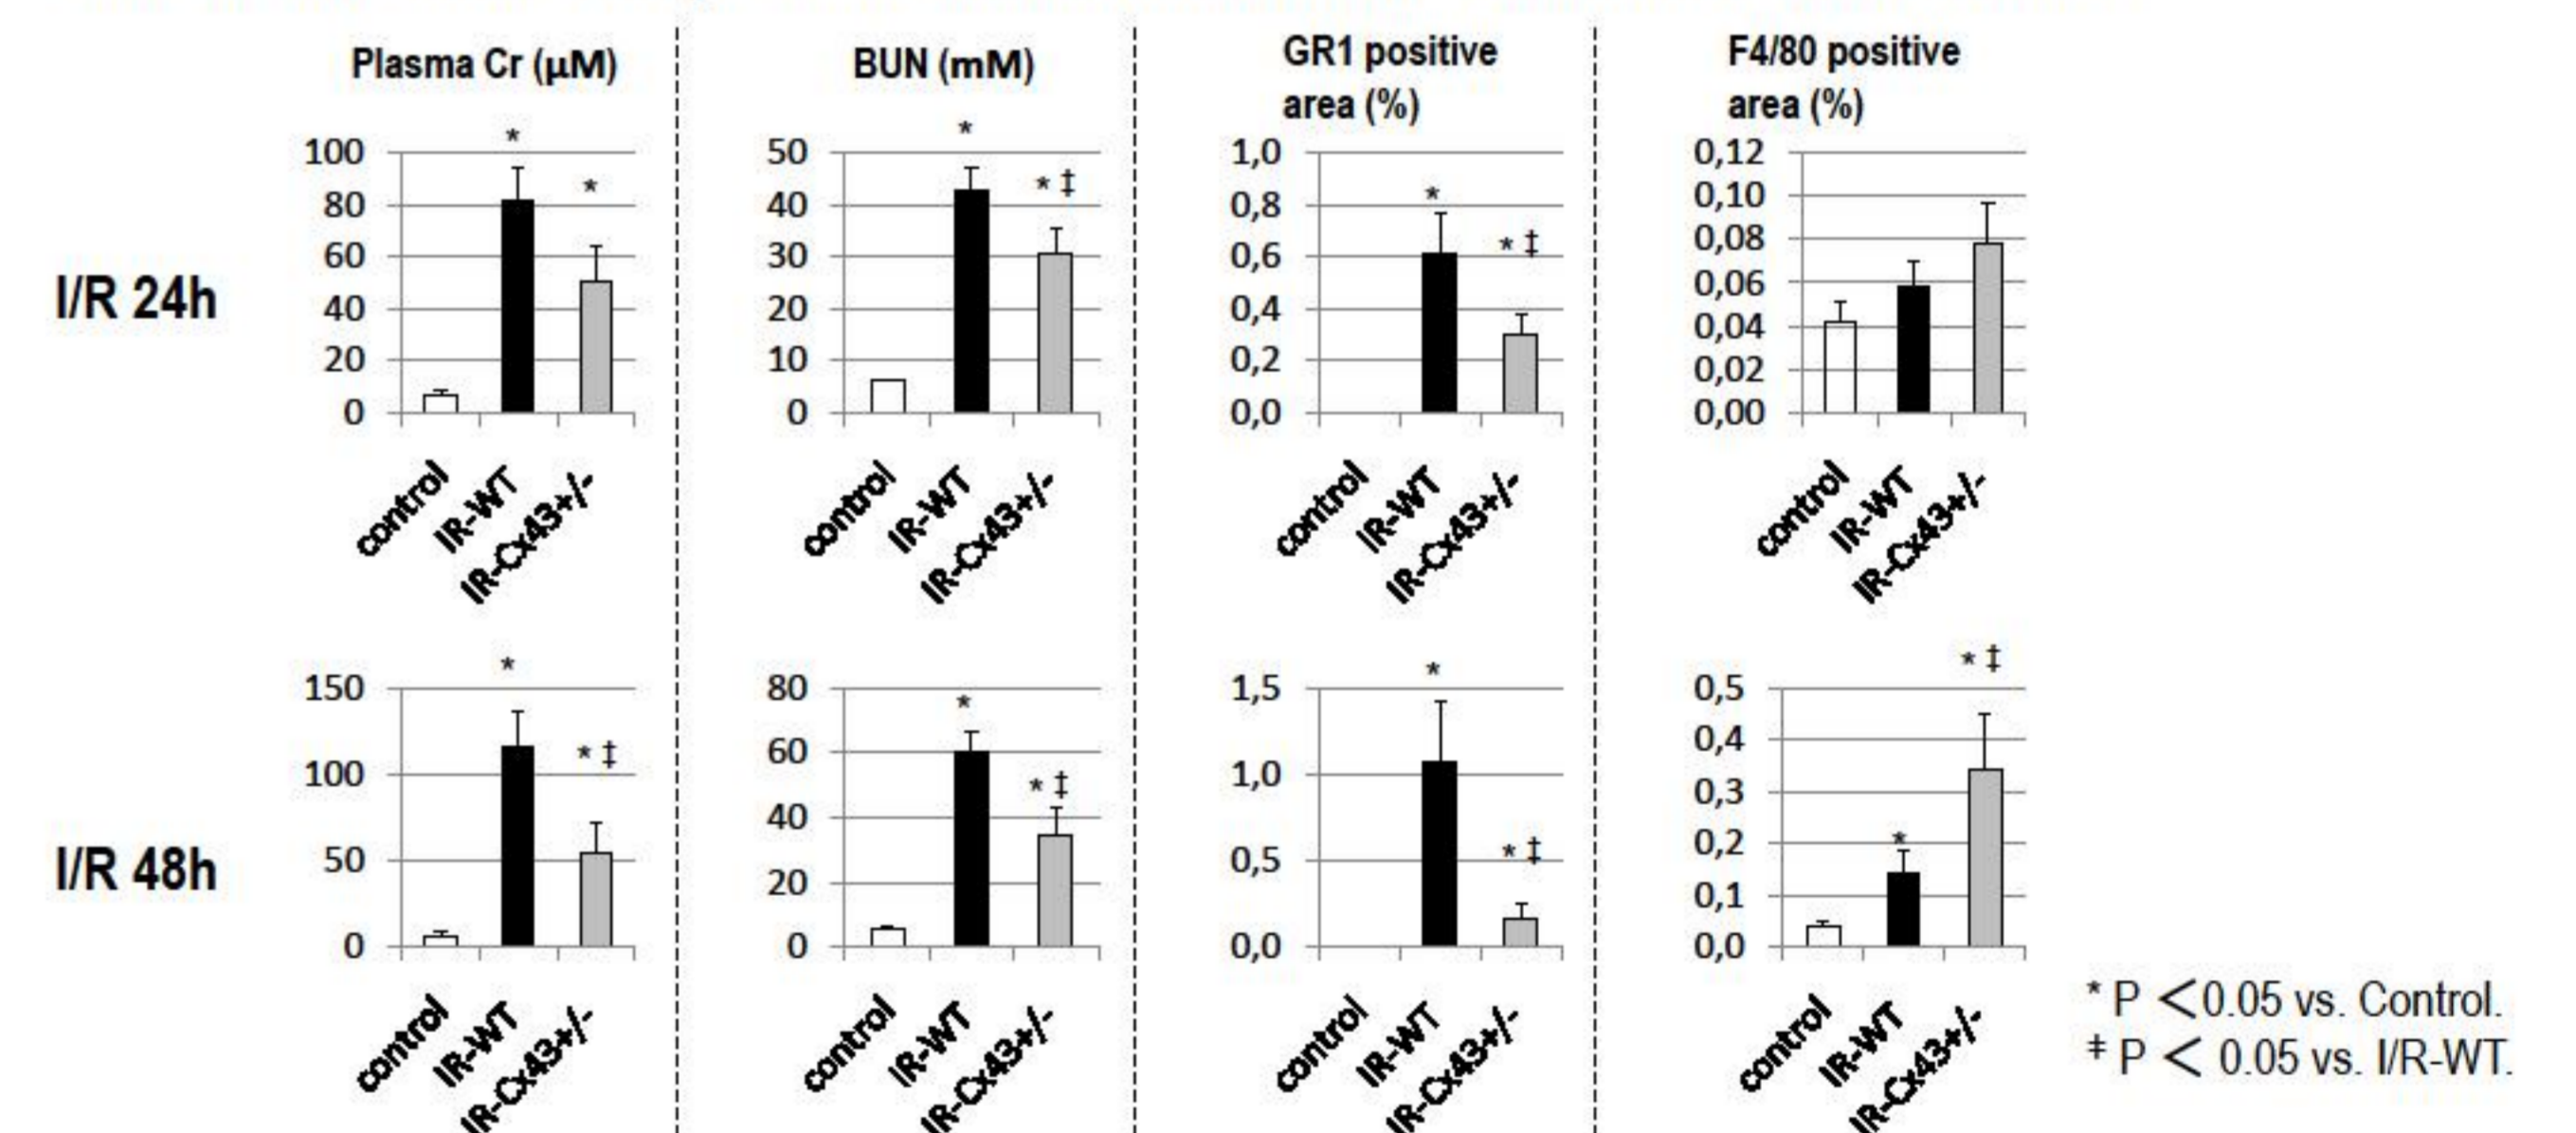 Plasma Cr (µM)
BUN (mM)
GR1 positive
area (%)
F4/80 positive
area (%)
I/R 24h
*
*
100
80
60
40
20
0
control
IR-WT
IR-Cx43+/-
*
* ‡
50
40
30
20
10
0
control
IR-WT
IR-Cx43+/-
*
* ‡
1,0
0,8
0,6
0,4
0,2
0,0
control
IR-WT
IR-Cx43+/-
0,12
0,10
0,08
0,06
0,04
0,02
0,00
control
IR-WT
IR-Cx43+/-
I/R 48h
*
* ‡
150
100
50
0
control
IR-WT
IR-Cx43+/-
*
* ‡
80
60
40
20
0
control
IR-WT
IR-Cx43+/-
*
* ‡
1,5
1,0
0,5
0,0
control
IR-WT
IR-Cx43+/-
*
* ‡
0,5
0,4
0,3
0,2
0,1
0,0
control
IR-WT
IR-Cx43+/-
* P <0.05 vs. Control.
‡ P < 0.05 vs. I/R-WT.